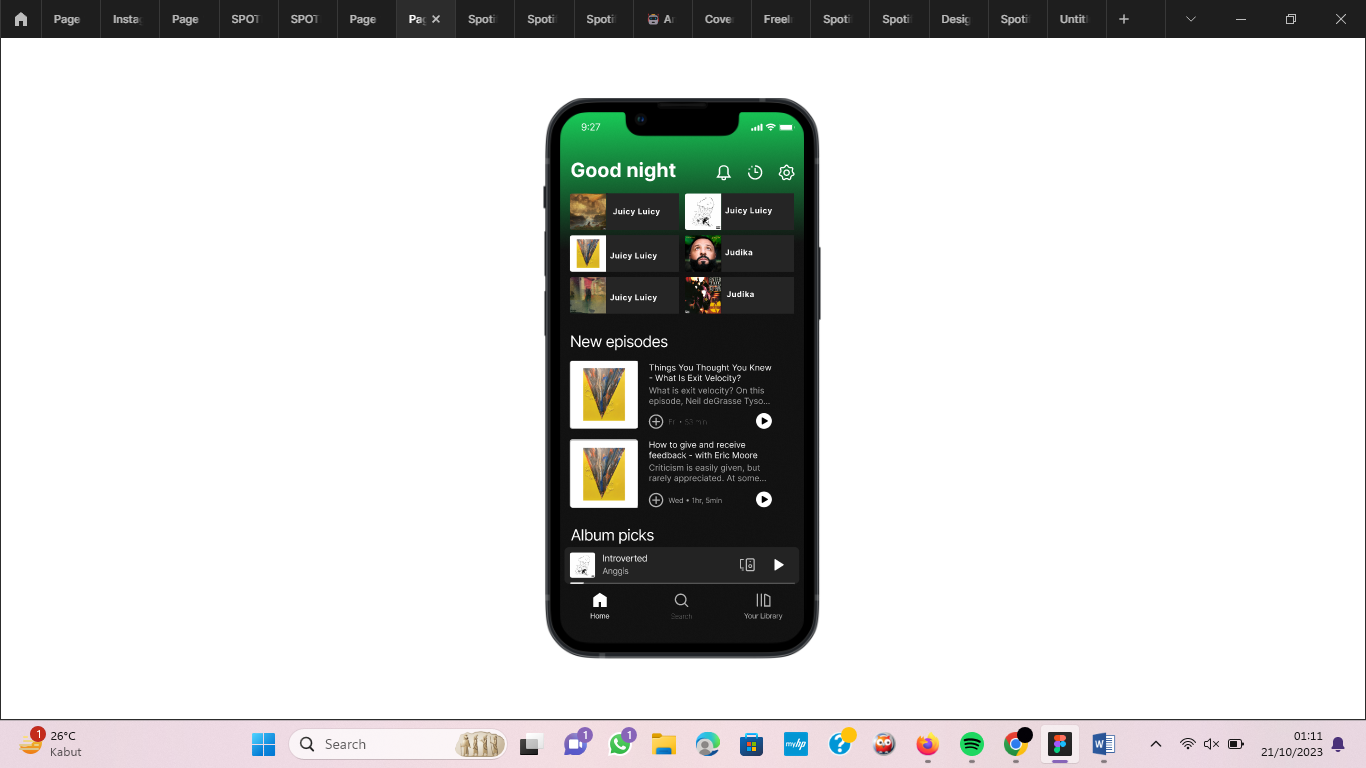 Page
Insta
Page
SPOT
SPOT
Page
Pag
Spoti
Spoti
Spoti
Ar
Cove
Freel
Spoti
Spoti
Desig
Spoti
Untit
9:27
Good night
Juicy Luicy
Juicy Luicy
Juicy Luicy
Judika
Juicy Luicy
Judika
New episodes
Things You Thought You Knew
- What Is Exit Velocity?
What is exit velocity? On this
episode, Neil deGrasse Tyso...
Fri • 53 min
How to give and receive
feedback - with Eric Moore
Criticism is easily given, but
rarely appreciated. At some...
Wed • 1hr, 5min
Album picks
Introverted
Anggis
Home
Search
Your Library
1
26°C
Kabut
Search
1
1
myhp
01:11
21/10/2023